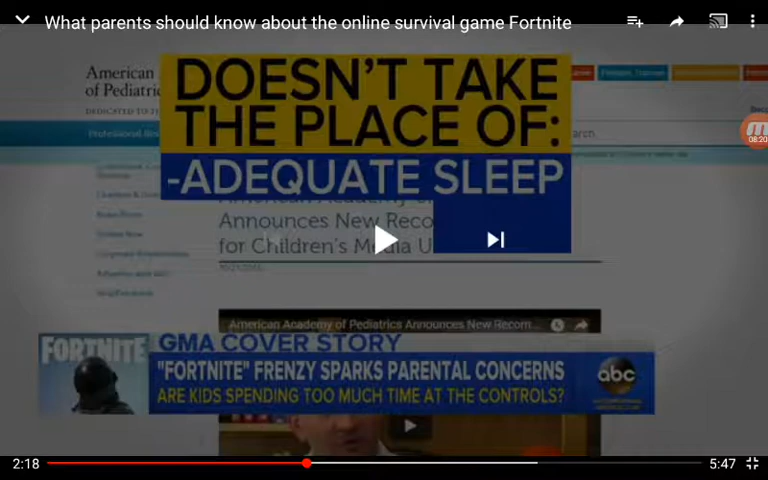 What parents should know about the online survival game Fortnite
American
of Pediatric
DOESN'T TAKE
THE PLACE OF:
-ADEQUATE SLEEP
08:20
Announces New Reco
for Children's Media U
American Academy of Pediatrics Announces New Recom...
FORTNITE
GMA COVER STORY
"FORTNITE" FRENZY SPARKS PARENTAL CONCERNS
ARE KIDS SPENDING TOO MUCH TIME AT THE CONTROLS?
abc
2:18
5:47